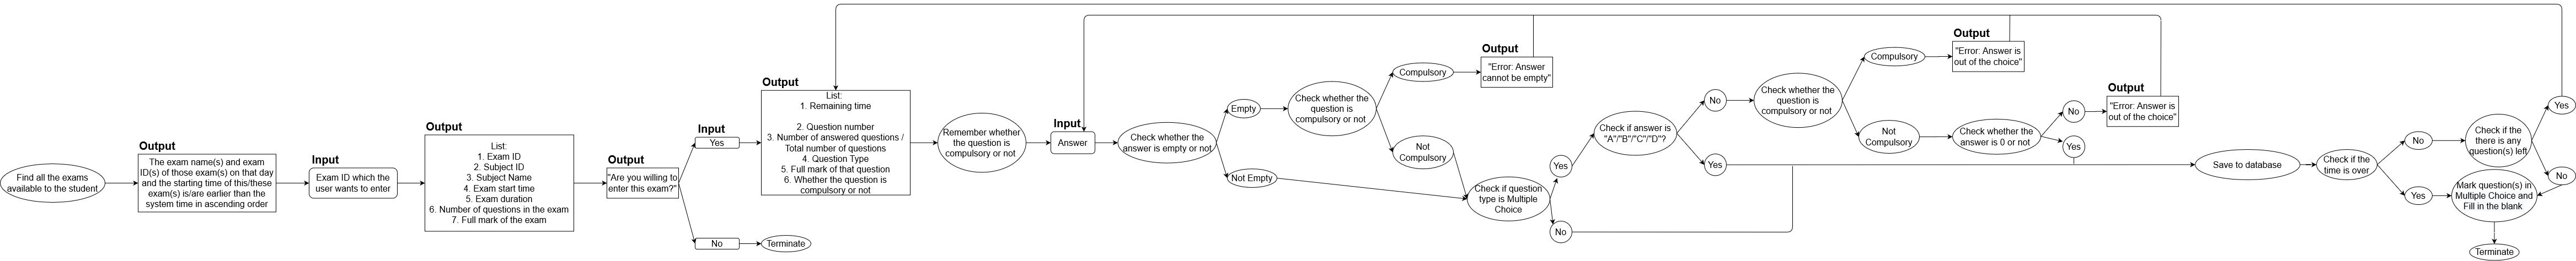 Find all the exams
available to the student
Output
The exam name(s) and exam
ID(s) of those exam(s) on that day
and the starting time of this/these
exam(s) is/are earlier than the
system time in ascending order
Input
Exam ID which the
user wants to enter
Output
List:
1. Exam ID
2. Subject ID
3. Subject Name
4. Exam start time
5. Exam duration
6. Number of questions in the exam
7. Full mark of the exam
Output
"Are you willing to
enter this exam?"
Input
Yes
No
Terminate
Output
List:
1. Remaining time
2. Question number
3. Number of answered questions /
Total number of questions
4. Question Type
5. Full mark of that question
6. Whether the question is
compulsory or not
Remember whether
the question is
compulsory or not
Input
Answer
Check whether the
answer is empty or not
Empty
Not Empty
Check whether the
question is
compulsory or not
Compulsory
Not
Compulsory
Output
"Error: Answer
cannot be empty"
Check if question
type is Multiple
Choice
Yes
No
Check if answer is
"A"/"B"/"C"/"D"?
No
Yes
Check whether the
question is
compulsory or not
Compulsory
Not
Compulsory
Output
"Error: Answer is
out of the choice"
Check whether the
answer is 0 or not
No
Yes
Output
"Error: Answer is
out of the choice"
Save to database
Check if the
time is over
No
Yes
Check if the
there is any
question(s) left
Yes
No
Mark question(s) in
Multiple Choice and
Fill in the blank
Terminate